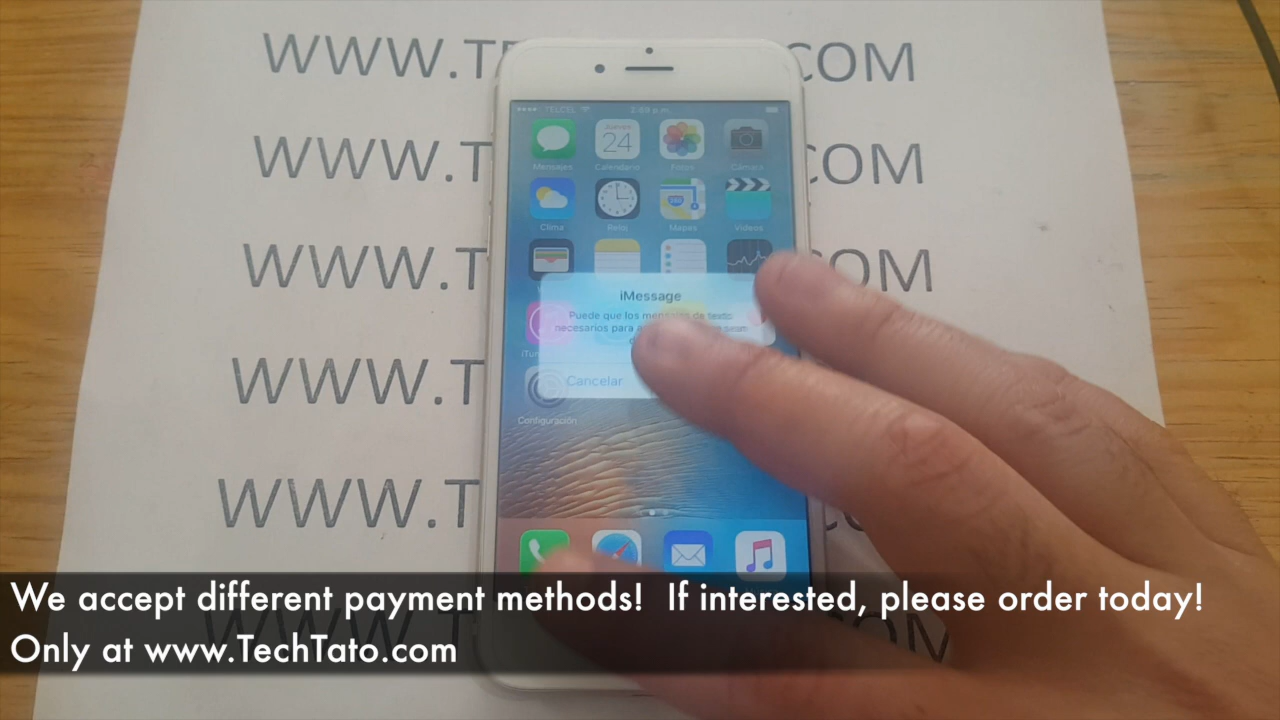 WWW.T COM
TELCEL
Jueves
24
Mensajes Calendario Fotos Cámara
WWW.T COM
280
Clima Reloj Mapas Videos
WWW.T COM
iMessage
Puede que los mensajes de texto
necesarios para
iTun
WWW.T
Cancelar
Configuración
WWW.T
We accept different payment methods! If interested, please order today!
Only at www.TechTato.com